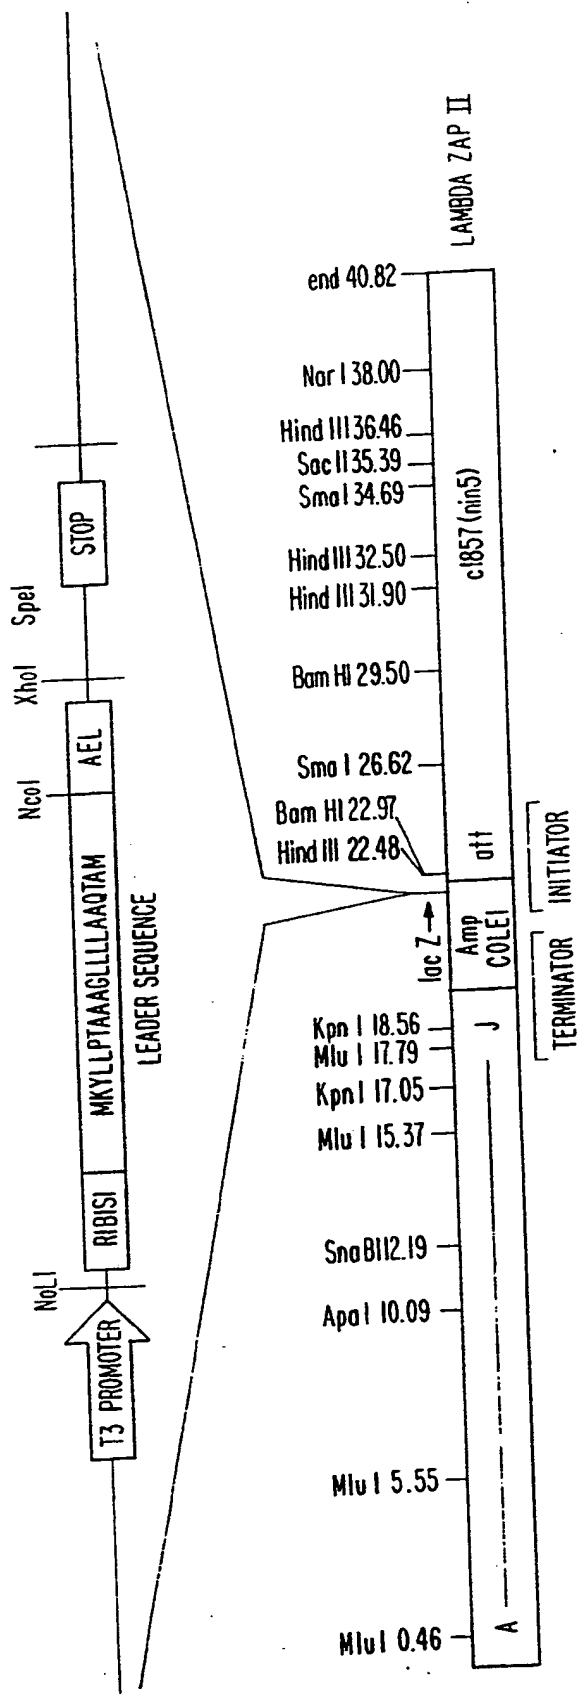 LAMBDA ZAP II
end 40.82
Nar I 38.00
Hind III 36.46
Sac II 35.39
Sma I 34.69
Hind III 32.50
Hind III 31.90
Bam HI 29.50
Sma I 26.62
Bam HI 22.97
Hind III 22.48
lac Z
Kpn I 18.56
Mlu I 17.79
Kpn I 17.05
Mlu I 15.37
Sna BI 12.19
Apa I 10.09
Mlu I 5.55
Mlu I 0.46
A
J
Amp
COLEI
att
cI857 (nin5)
TERMINATOR
INITIATOR
T3 PROMOTER
NoLI
RIBISI
MKYLLPTAAAGLLLLAAQTAM
LEADER SEQUENCE
NcoI
AEL
XhoI
SpeI
STOP